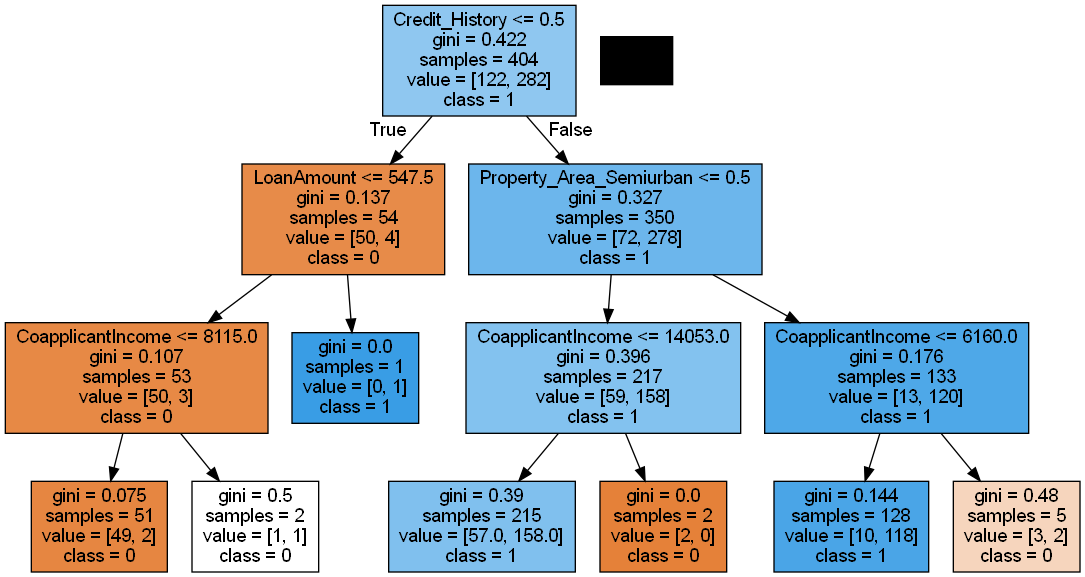 Credit_History <= 0.5
gini = 0.422
samples = 404
value = [122, 282]
class = 1
True
False
LoanAmount <= 547.5
gini = 0.137
samples = 54
value = [50, 4]
class = 0
Property_Area_Semiurban <= 0.5
gini = 0.327
samples = 350
value = [72, 278]
class = 1
CoapplicantIncome <= 8115.0
gini = 0.107
samples = 53
value = [50, 3]
class = 0
gini = 0.0
samples = 1
value = [0, 1]
class = 1
CoapplicantIncome <= 14053.0
gini = 0.396
samples = 217
value = [59, 158]
class = 1
CoapplicantIncome <= 6160.0
gini = 0.176
samples = 133
value = [13, 120]
class = 1
gini = 0.075
samples = 51
value = [49, 2]
class = 0
gini = 0.5
samples = 2
value = [1, 1]
class = 0
gini = 0.39
samples = 215
value = [57.0, 158.0]
class = 1
gini = 0.0
samples = 2
value = [2, 0]
class = 0
gini = 0.144
samples = 128
value = [10, 118]
class = 1
gini = 0.48
samples = 5
value = [3, 2]
class = 0